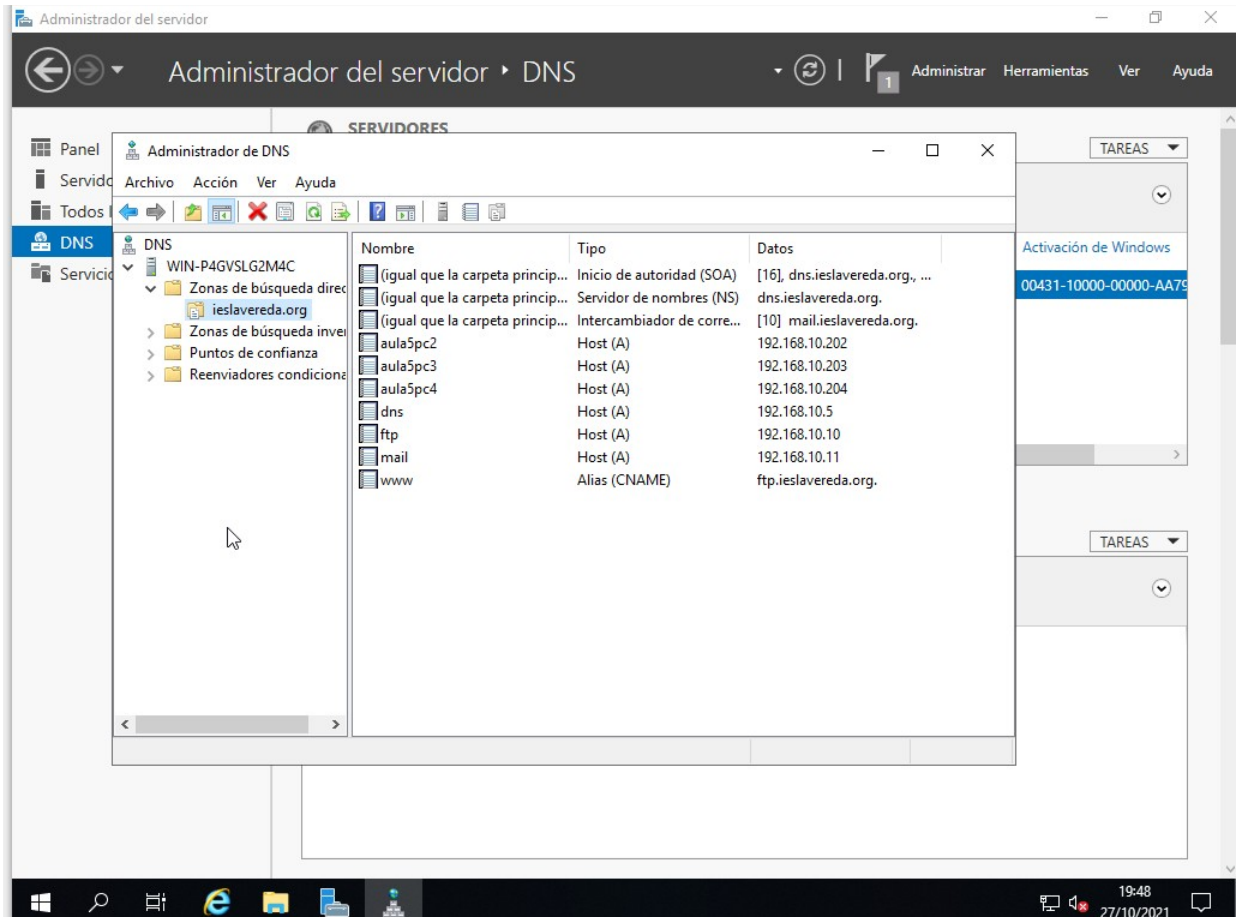 Administrador del servidor
Administrador del servidor • DNS
1
Administrar Herramientas Ver Ayuda
SERVIDORES
TAREAS
Panel
Servido
Todos l
DNS
Servicio
Activación de Windows
00431-10000-00000-AA79
TAREAS
Administrador de DNS
Archivo Acción Ver Ayuda
DNS
WIN-P4GVSLG2M4C
Zonas de búsqueda direc
ieslavereda.org
Zonas de búsqueda inver
Puntos de confianza
Reenviadores condiciona
Nombre Tipo Datos
(igual que la carpeta princip... Inicio de autoridad (SOA) [16], dns.ieslavereda.org., ...
(igual que la carpeta princip... Servidor de nombres (NS) dns.ieslavereda.org.
(igual que la carpeta princip... Intercambiador de corre... [10] mail.ieslavereda.org.
aula5pc2 Host (A) 192.168.10.202
aula5pc3 Host (A) 192.168.10.203
aula5pc4 Host (A) 192.168.10.204
dns Host (A) 192.168.10.5
ftp Host (A) 192.168.10.10
mail Host (A) 192.168.10.11
www Alias (CNAME) ftp.ieslavereda.org.
19:48
27/10/2021